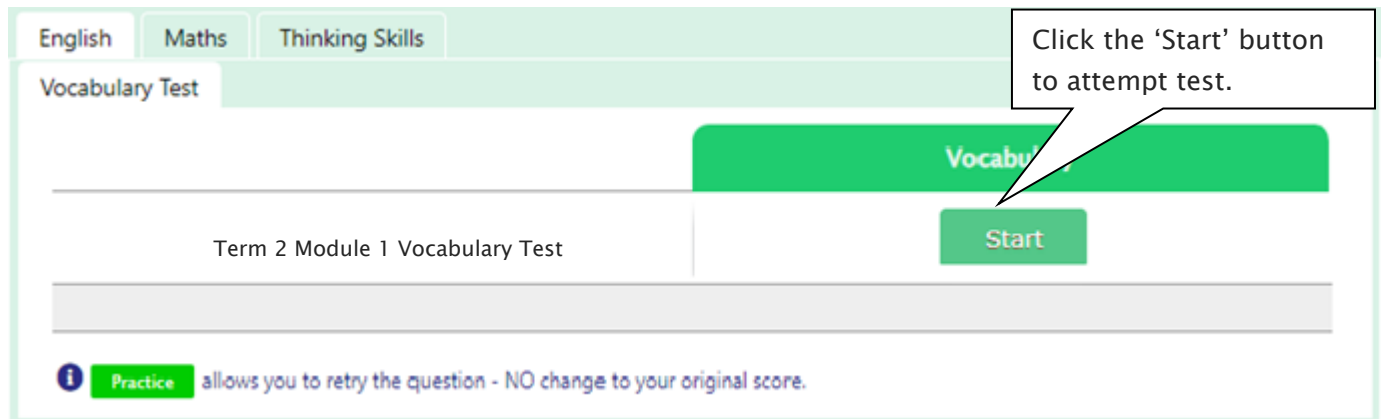 English Maths Thinking Skills
Click the ‘Start’ button
to attempt test.
Vocabulary Test
Term 2 Module 1 Vocabulary Test
Start
Practice allows you to retry the question - NO change to your original score.